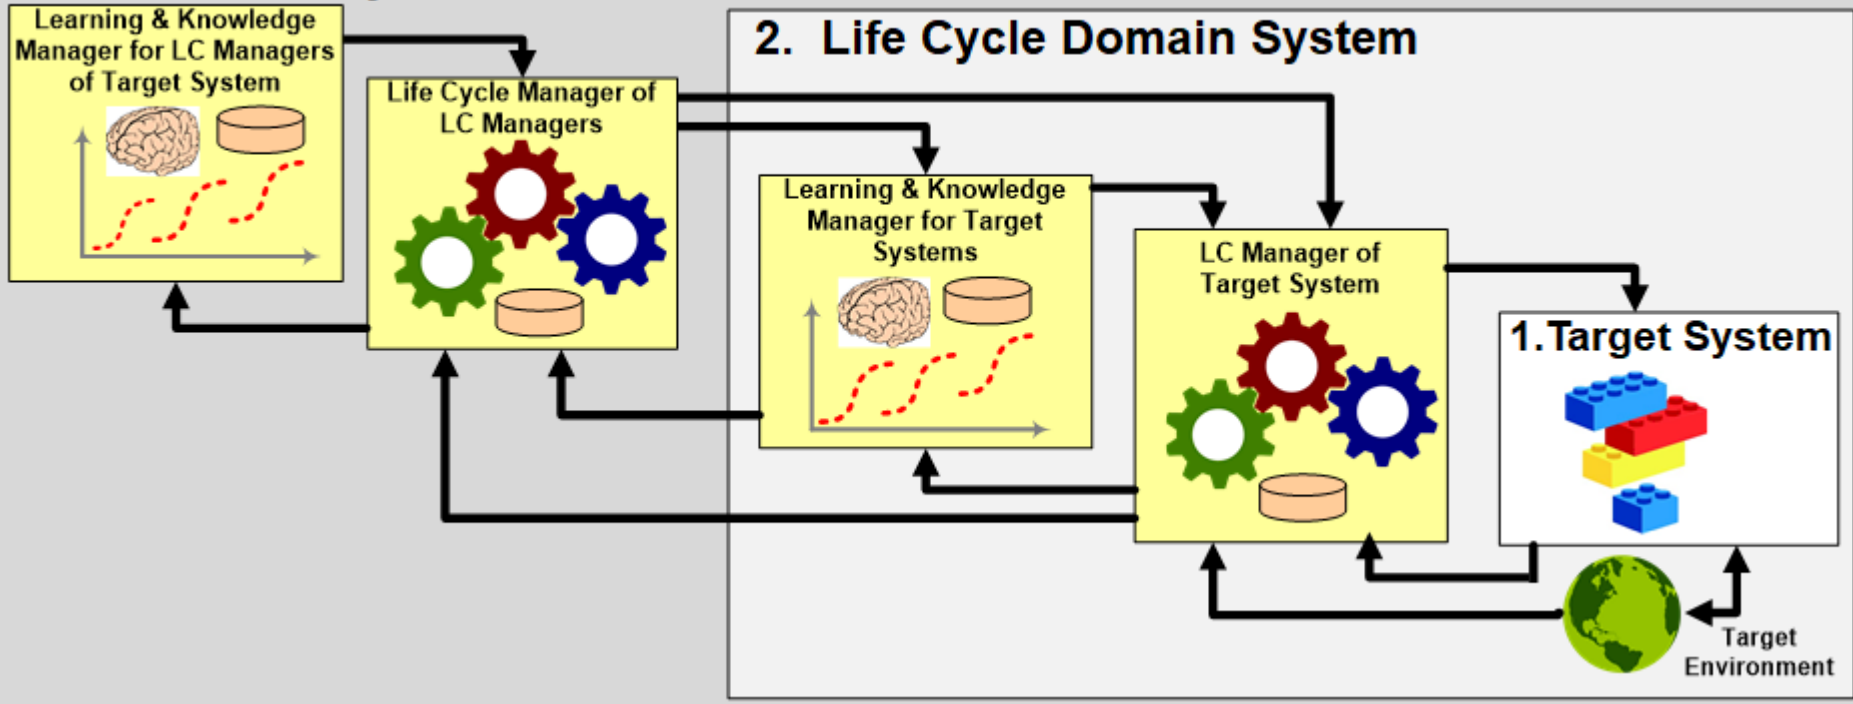 Learning & Knowledge
Manager for LC Managers
of Target System
Life Cycle Manager of
LC Managers
2. Life Cycle Domain System
Learning & Knowledge
Manager for Target
Systems
LC Manager of
Target System
1.Target System
Target
Environment